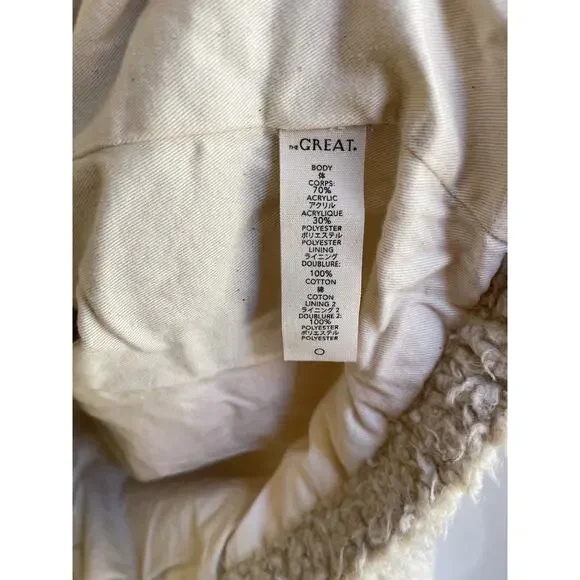 THE GREAT.
BODY
体
CORPS:
70%
ACRYLIC
アクリル
ACRYLIQUE
30%
POLYESTER
ポリエステル
POLYESTER
LINING
ライニング
DOUBLURE:
100%
COTTON
綿
COTON
LINING 2
ライニング 2
DOUBLURE 2:
100%
POLYESTER
ポリエステル
POLYESTER